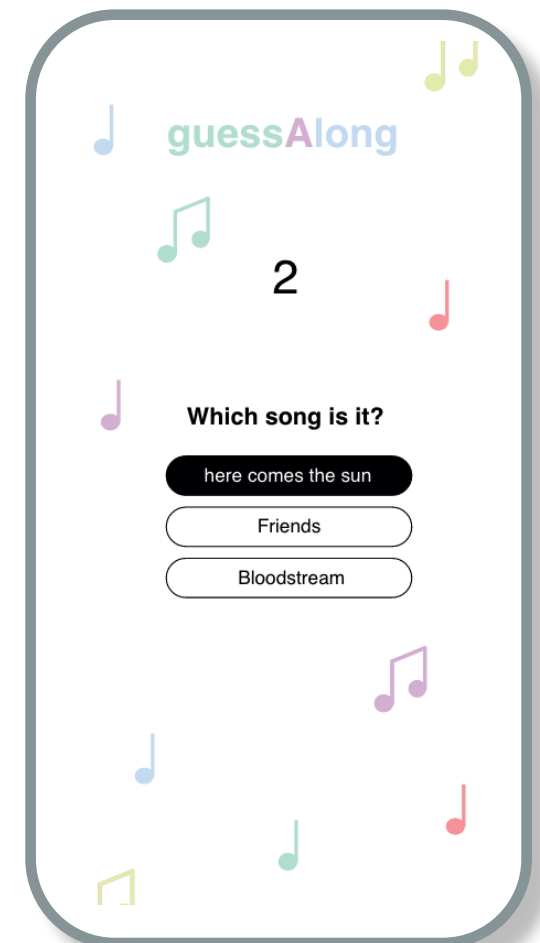 guessAlong
2
Which song is it?
here comes the sun
Friends
Bloodstream